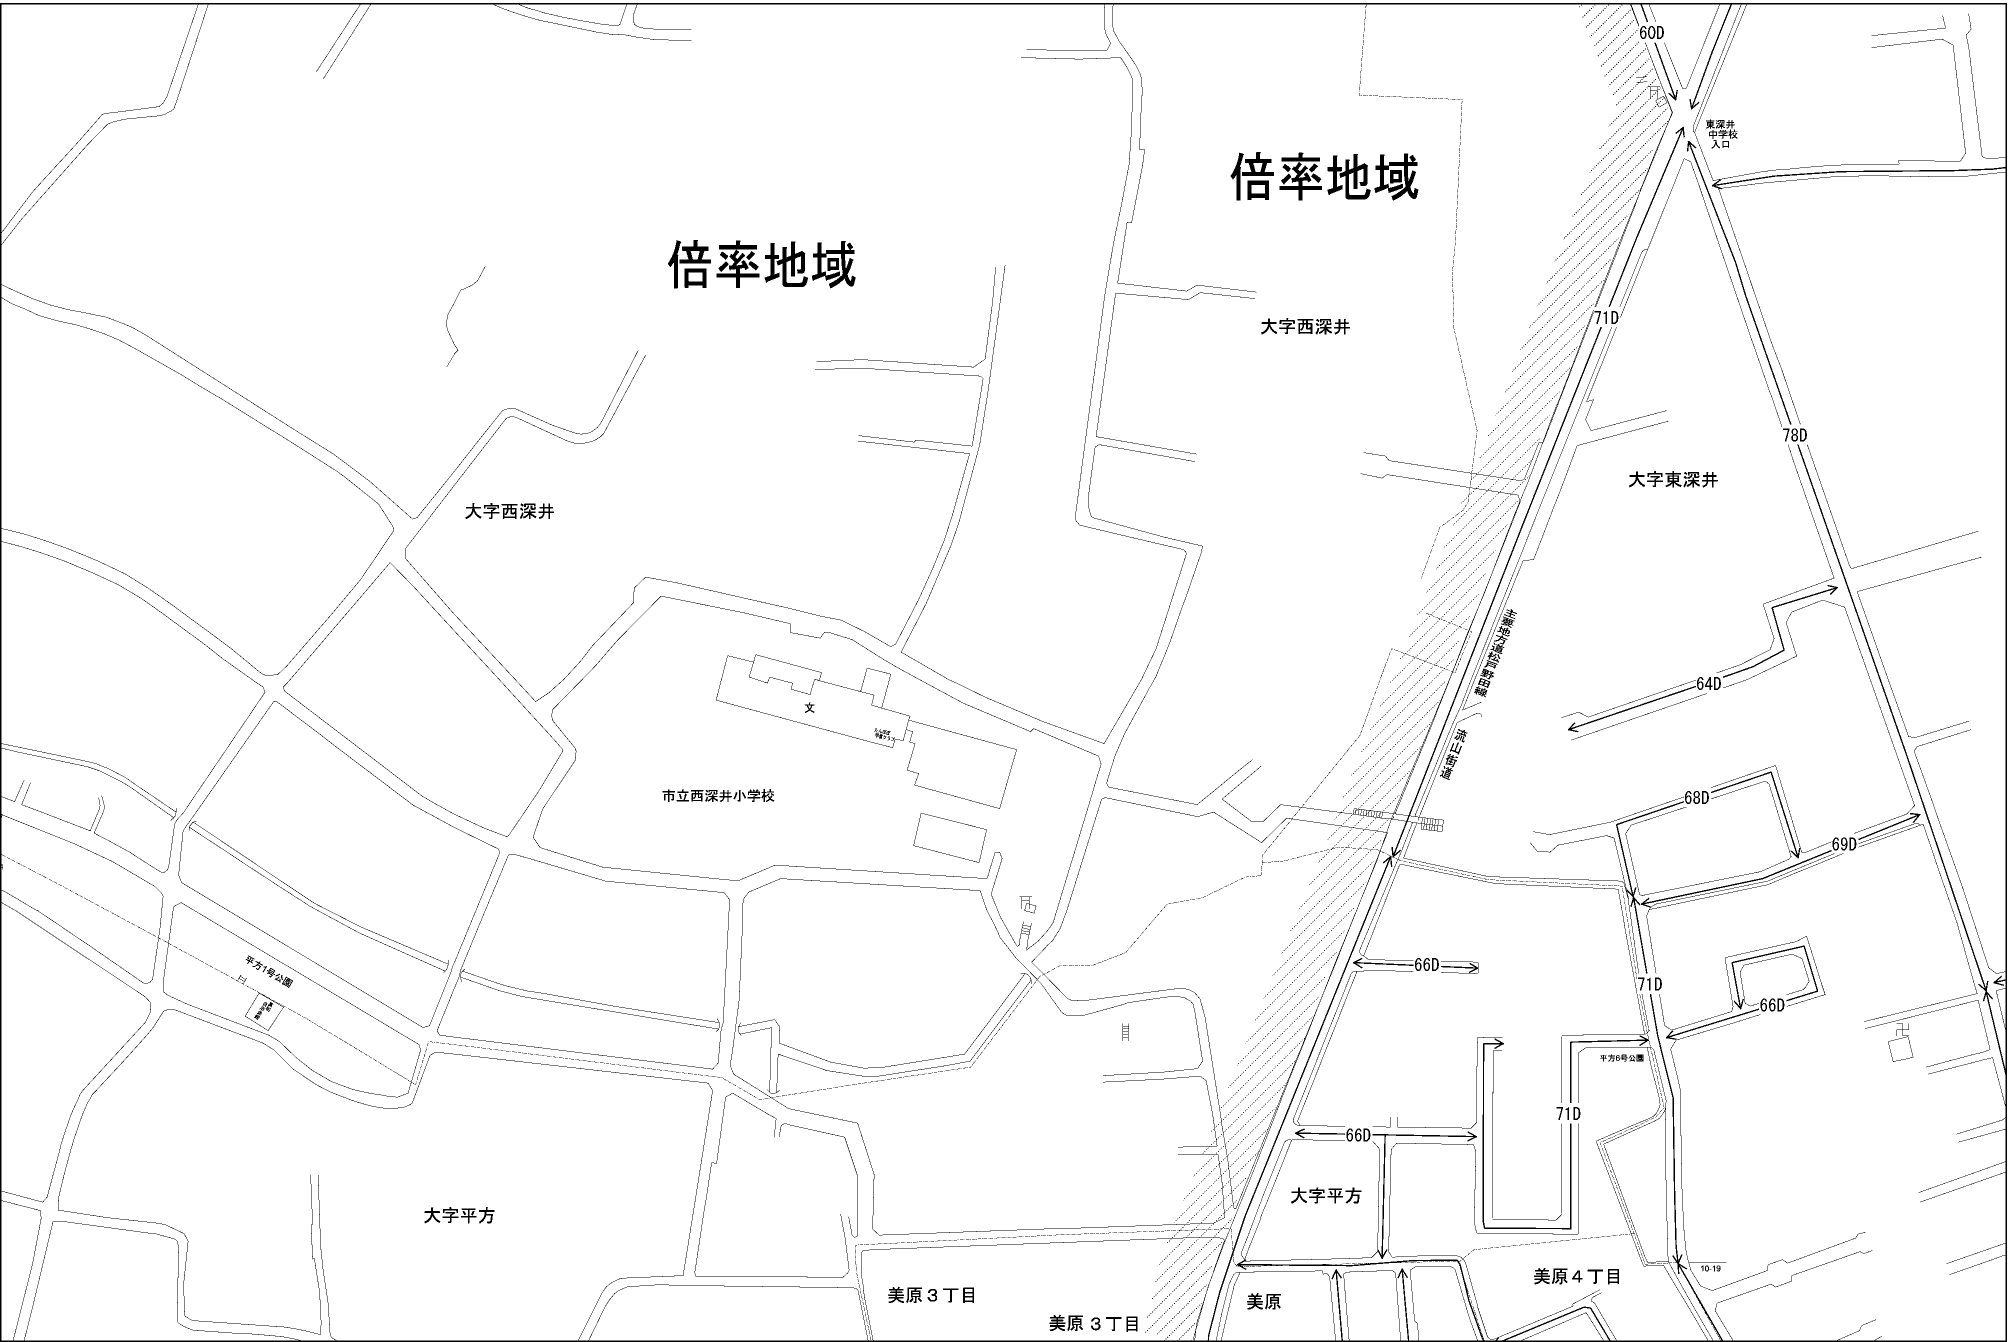 60D
東深井
中学校
入口
倍率地域
倍率地域
71D
大字西深井
78D
大字東深井
大字西深井
主要地方道松戸野田線
64D
文
流山街道
市立西深井小学校
68D
69D
平方1号公園
66D
71D
66D
平方6号公園
71D
66D
大字平方
大字平方
10-19
美原4丁目
美原3丁目
美原
美原3丁目